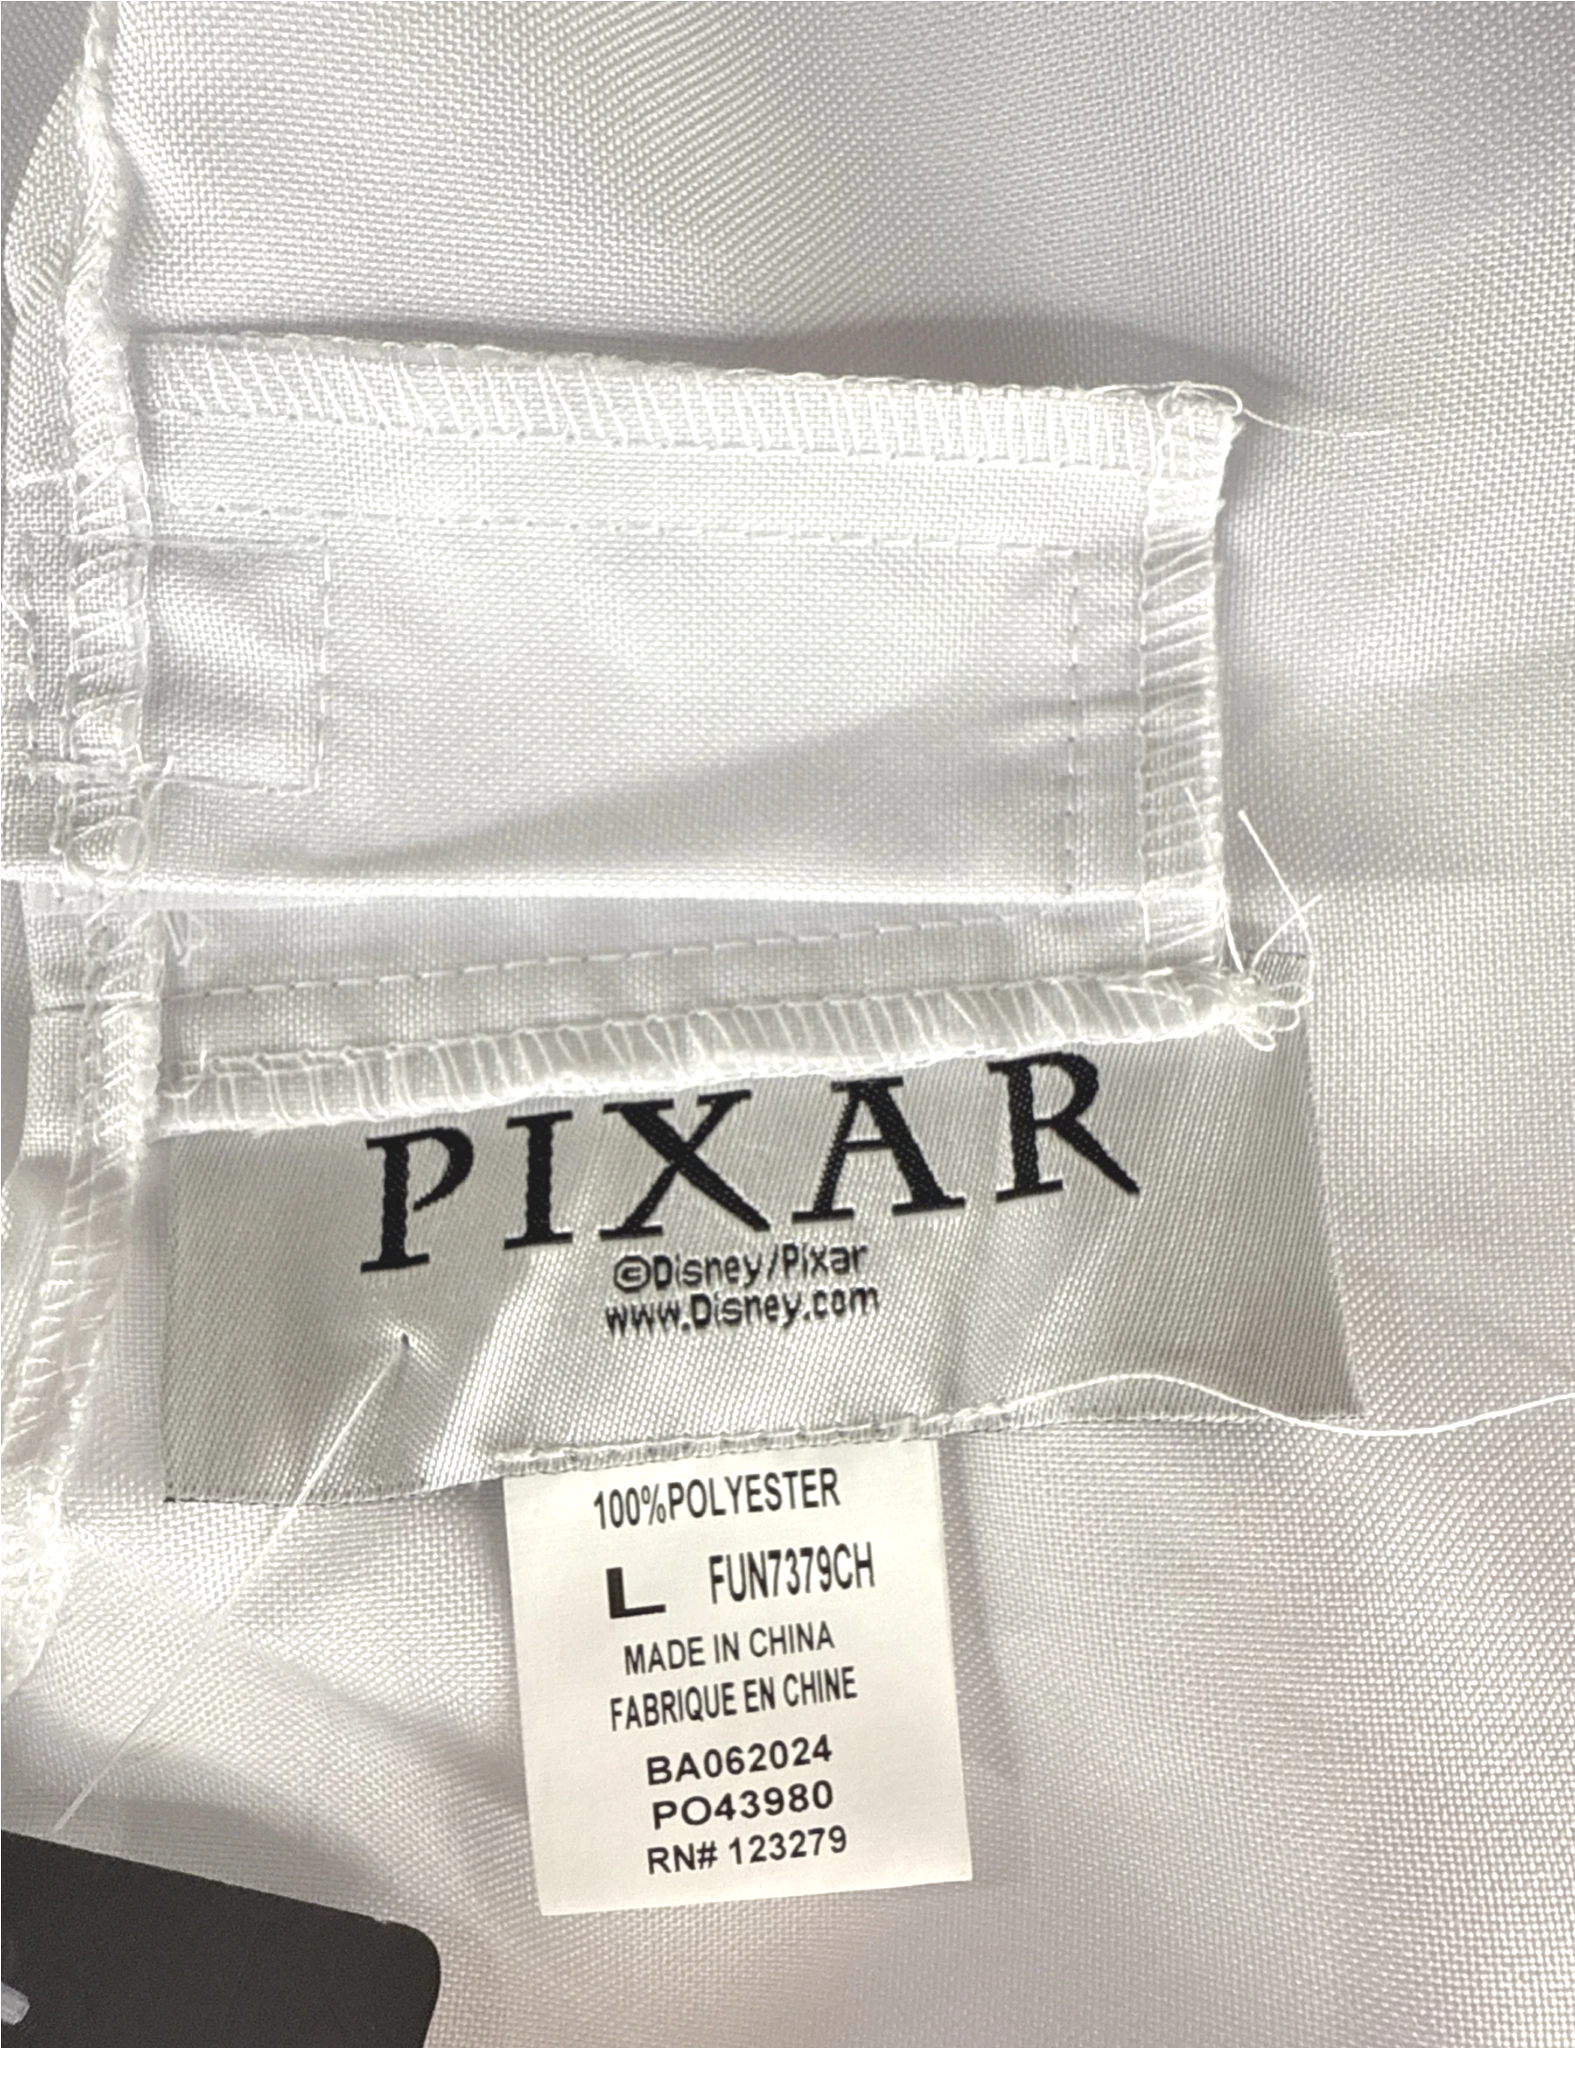 PIXAR
©Disney/Pixar
www.Disney.com
100%POLYESTER
L FUN7379CH
MADE IN CHINA
FABRIQUE EN CHINE
BA062024
PO43980
RN# 123279